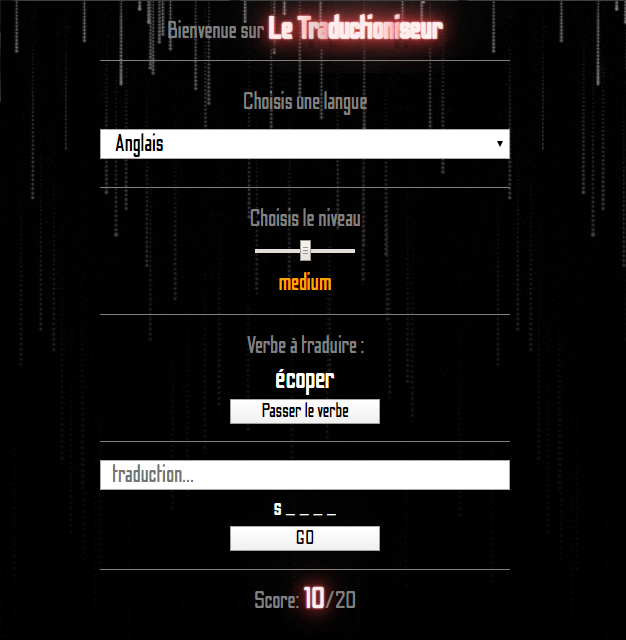 Bienvenue sur Le Traductioniseur
Choisis une langue
Anglais
Choisis le niveau
medium
Verbe à traduire :
écoper
Passer le verbe
traduction...
s _ _ _ _
GO
Score: 10/20